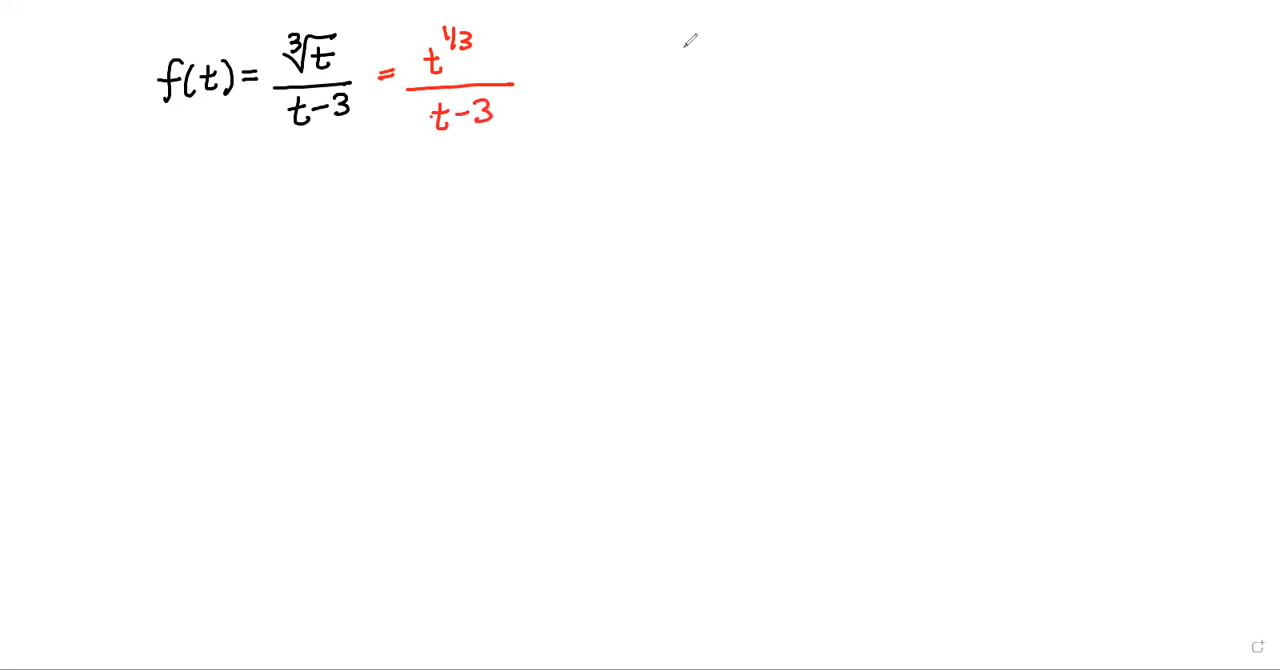 f(t) = ∛t / (t-3) = t^(1/3) / (t-3)